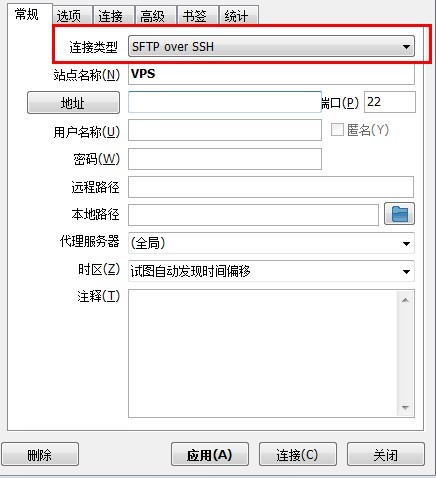 常规 选项 连接 高级 书签 统计
连接类型 SFTP over SSH
站点名称(N) VPS
地址 端口(P) 22
用户名称(U) 匿名(Y)
密码(W)
远程路径
本地路径
代理服务器 (全局)
时区(Z) 试图自动发现时间偏移
注释(T)
删除 应用(A) 连接(C) 关闭